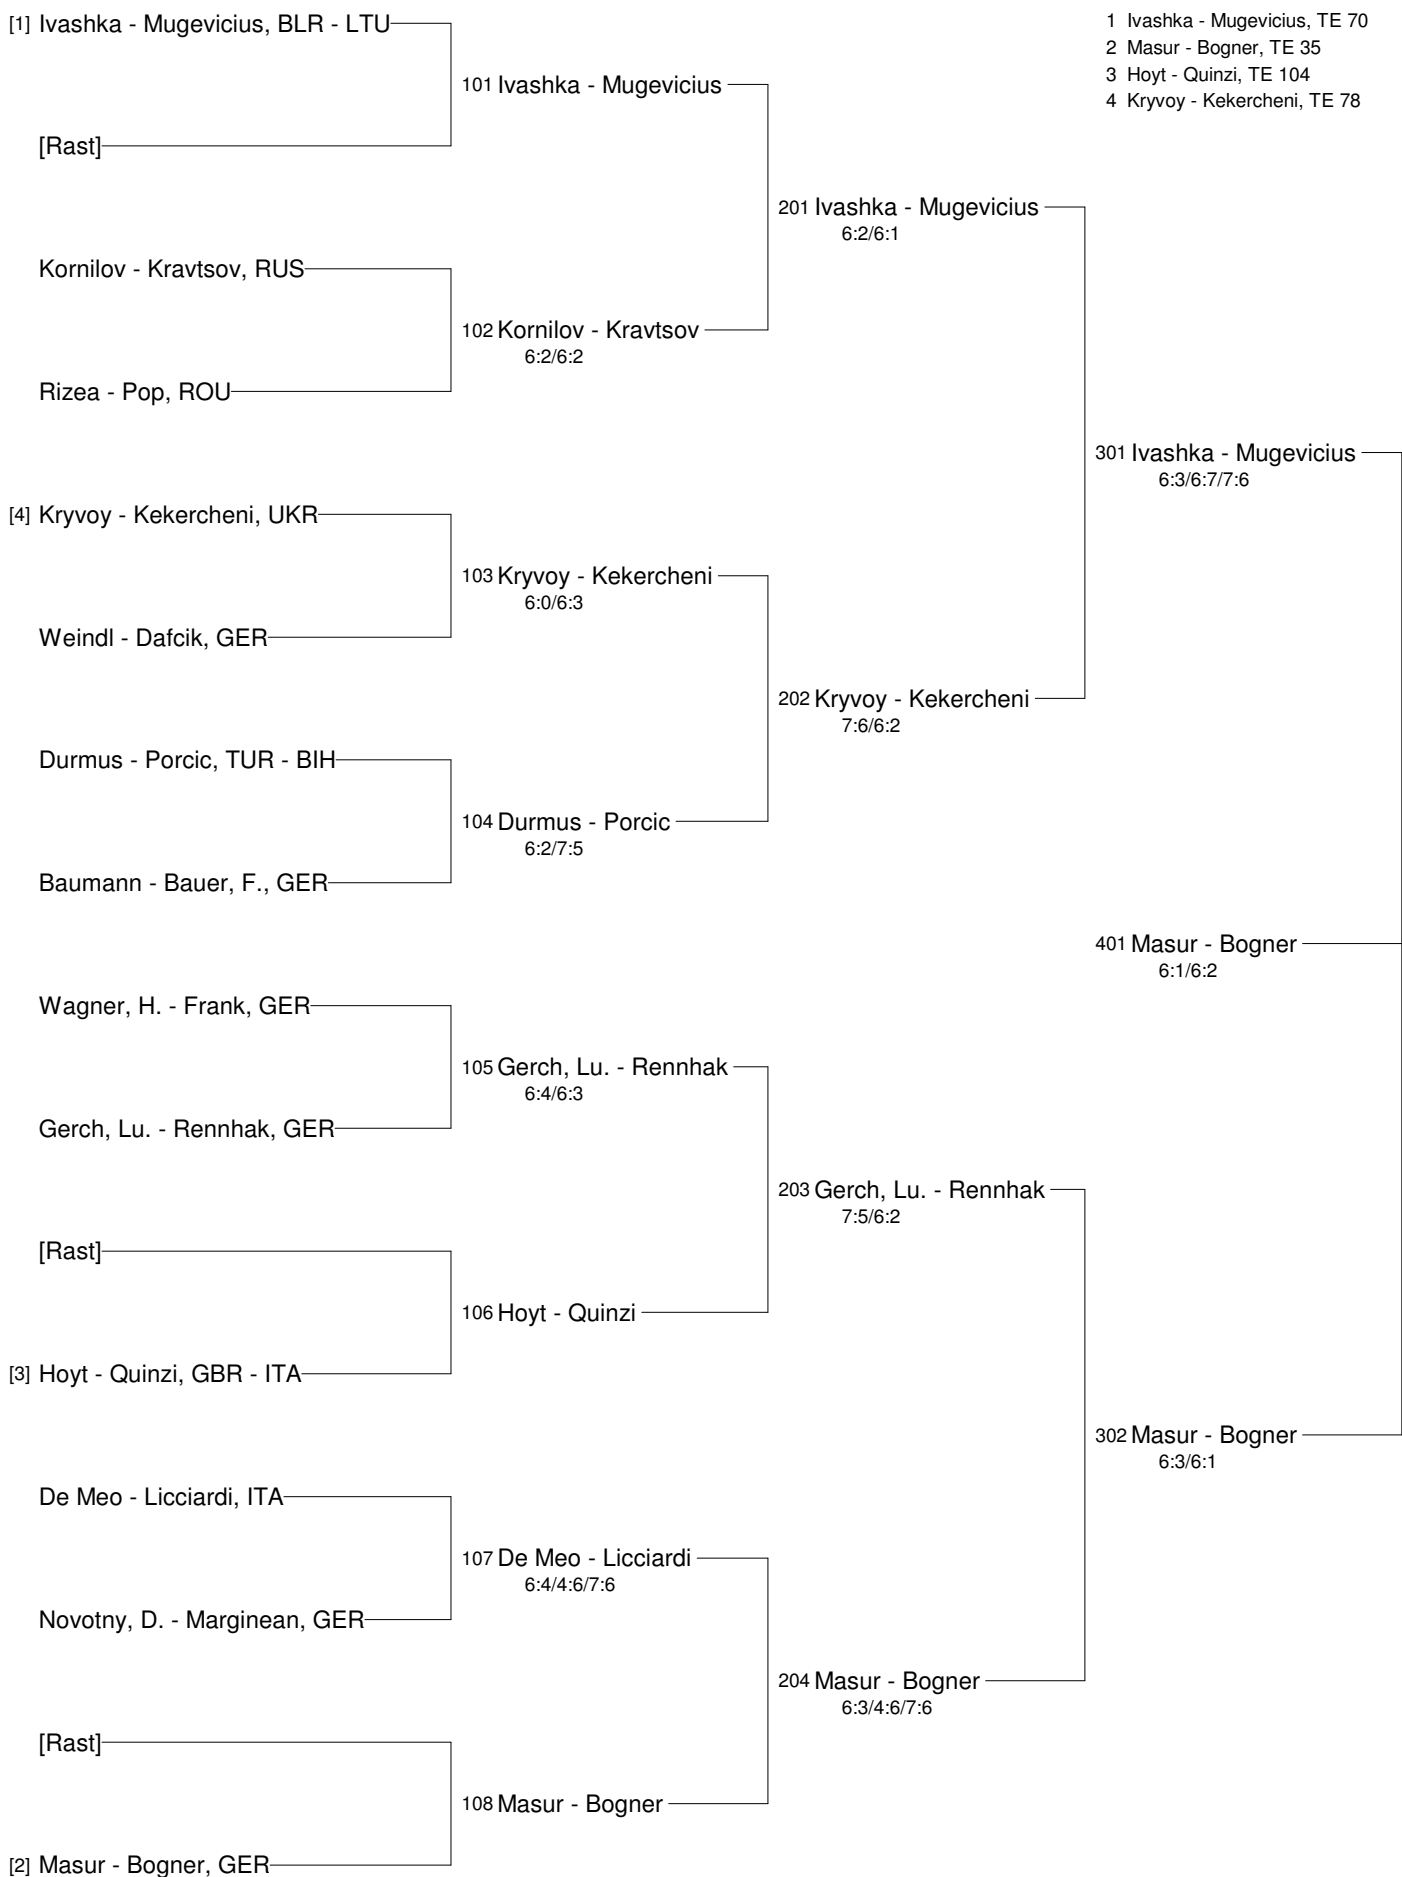 [1] Ivashka - Mugevicius, BLR - LTU
1 Ivashka - Mugevicius, TE 70
2 Masur - Bogner, TE 35
3 Hoyt - Quinzi, TE 104
4 Kryvoy - Kekercheni, TE 78
101 Ivashka - Mugevicius
[Rast]
201 Ivashka - Mugevicius
6:2/6:1
Kornilov - Kravtsov, RUS
102 Kornilov - Kravtsov
6:2/6:2
Rizea - Pop, ROU
301 Ivashka - Mugevicius
6:3/6:7/7:6
[4] Kryvoy - Kekercheni, UKR
103 Kryvoy - Kekercheni
6:0/6:3
Weindl - Dafcik, GER
202 Kryvoy - Kekercheni
7:6/6:2
Durmus - Porcic, TUR - BIH
104 Durmus - Porcic
6:2/7:5
Baumann - Bauer, F., GER
401 Masur - Bogner
6:1/6:2
Wagner, H. - Frank, GER
105 Gerch, Lu. - Rennhak
6:4/6:3
Gerch, Lu. - Rennhak, GER
203 Gerch, Lu. - Rennhak
7:5/6:2
[Rast]
106 Hoyt - Quinzi
[3] Hoyt - Quinzi, GBR - ITA
302 Masur - Bogner
6:3/6:1
De Meo - Licciardi, ITA
107 De Meo - Licciardi
6:4/4:6/7:6
Novotny, D. - Marginean, GER
204 Masur - Bogner
6:3/4:6/7:6
[Rast]
108 Masur - Bogner
[2] Masur - Bogner, GER